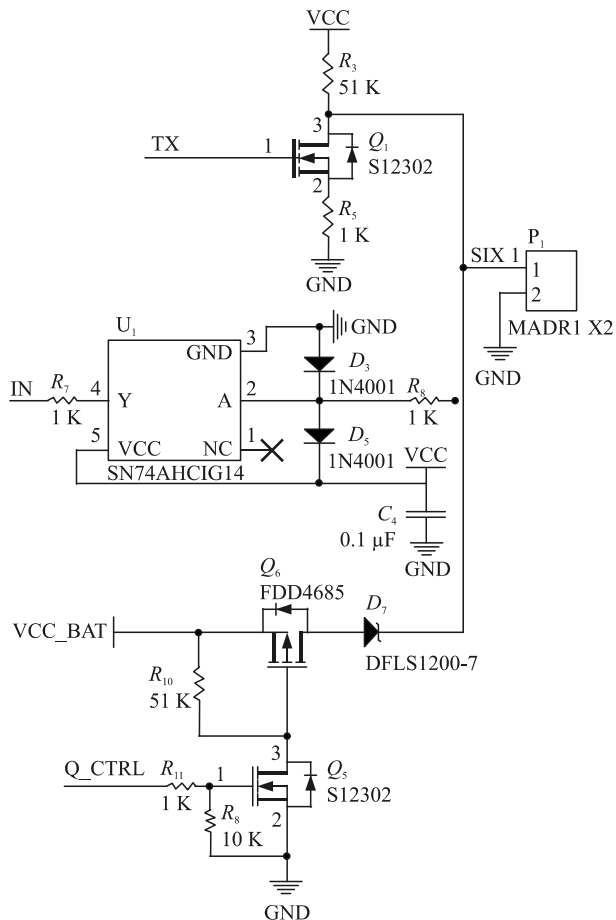 VCC
R3
51 K
3
TX
1
Q1
S12302
2
R5
1 K
GND
P1
SIX 1
1
2
MADR1 X2
GND
U1
3
GND
GND
D3
1N4001
IN
R7
1 K
4
Y
A
2
R8
1 K
5
VCC
NC
1
D5
1N4001
SN74AHCIG14
VCC
C4
0.1 µF
GND
Q6
FDD4685
VCC_BAT
D7
DFLS1200-7
R10
51 K
3
Q5
S12302
Q_CTRL
R11
1 K
1
R8
10 K
2
GND